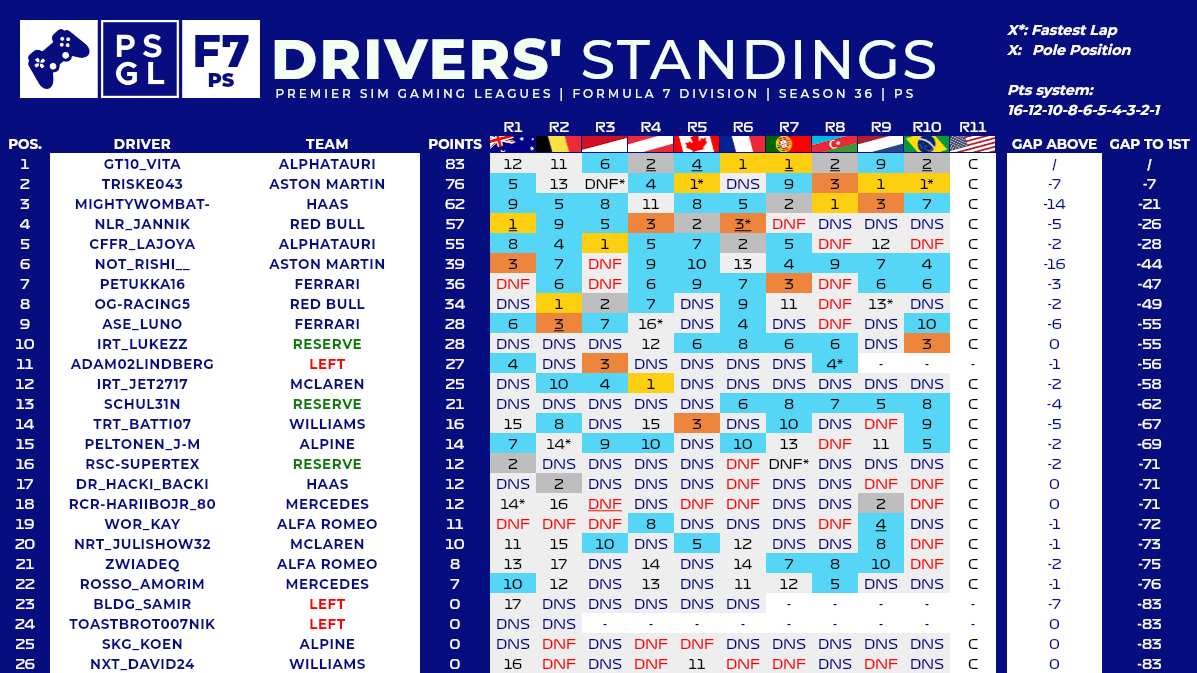 PS
GL
F7
PS
DRIVERS' STANDINGS
PREMIER SIM GAMING LEAGUES | FORMULA 7 DIVISION | SEASON 36 | PS
X*: Fastest Lap
X: Pole Position
Pts system:
16-12-10-8-6-5-4-3-2-1
POS. DRIVER TEAM POINTS R1 R2 R3 R4 R5 R6 R7 R8 R9 R10 R11 GAP ABOVE GAP TO 1ST
1 GT10_VITA ALPHATAURI 83 12 11 6 2 4 1 1 2 9 2 C / /
2 TRISKE043 ASTON MARTIN 76 5 13 DNF* 4 1* DNS 9 3 1 1* C -7 -7
3 MIGHTYWOMBAT- HAAS 62 9 5 8 11 8 5 2 1 3 7 C -14 -21
4 NLR_JANNIK RED BULL 57 1 9 5 3 2 3* DNF DNS DNS DNS C -5 -26
5 CFFR_LAJOYA ALPHATAURI 55 8 4 1 5 7 2 5 DNF 12 DNF C -2 -28
6 NOT_RISHI__ ASTON MARTIN 39 3 7 DNF 9 10 13 4 9 7 4 C -16 -44
7 PETUKKA16 FERRARI 36 DNF 6 DNF 6 9 7 3 DNF 6 6 C -3 -47
8 OG-RACING5 RED BULL 34 DNS 1 2 7 DNS 9 11 DNF 13* DNS C -2 -49
9 ASE_LUNO FERRARI 28 6 3 7 16* DNS 4 DNS DNF DNS 10 C -6 -55
10 IRT_LUKEZZ RESERVE 28 DNS DNS DNS 12 6 8 6 6 DNS 3 C 0 -55
11 ADAM02LINDBERG LEFT 27 4 DNS 3 DNS DNS DNS DNS 4* - - - -1 -56
12 IRT_JET2717 MCLAREN 25 DNS 10 4 1 DNS DNS DNS DNS DNS DNS C -2 -58
13 SCHUL31N RESERVE 21 DNS DNS DNS DNS DNS 6 8 7 5 8 C -4 -62
14 TRT_BATTI07 WILLIAMS 16 15 8 DNS 15 3 DNS 10 DNS DNF 9 C -5 -67
15 PELTONEN_J-M ALPINE 14 7 14* 9 10 DNS 10 13 DNF 11 5 C -2 -69
16 RSC-SUPERTEX RESERVE 12 2 DNS DNS DNS DNS DNF DNF* DNS DNS DNS C -2 -71
17 DR_HACKI_BACKI HAAS 12 DNS 2 DNS DNS DNS DNF DNS DNS DNF DNF C 0 -71
18 RCR-HARIIBOJR_80 MERCEDES 12 14* 16 DNF DNS DNF DNF DNS DNS 2 DNS C 0 -71
19 WOR_KAY ALFA ROMEO 11 DNF DNF DNF 8 DNS DNS DNS DNF 4 DNS C -1 -72
20 NRT_JULISHOW32 MCLAREN 10 11 15 10 DNS 5 12 DNS DNS 8 DNF C -1 -73
21 ZWIADEQ ALFA ROMEO 8 13 17 DNS 14 DNS 14 7 8 10 DNF C -2 -75
22 ROSSO_AMORIM MERCEDES 7 10 12 DNS 13 DNS 11 12 5 DNS DNS C -1 -76
23 BLDG_SAMIR LEFT 0 17 DNS DNS DNS DNS DNS - - - - - -7 -83
24 TOASTBROT007NIK LEFT 0 DNS DNS - - - - - - - - - 0 -83
25 SKG_KOEN ALPINE 0 DNS DNF DNS DNF DNF DNS DNS DNS DNS DNS C 0 -83
26 NXT_DAVID24 WILLIAMS 0 16 DNF DNS DNF 11 DNF DNF DNS DNF DNS C 0 -83